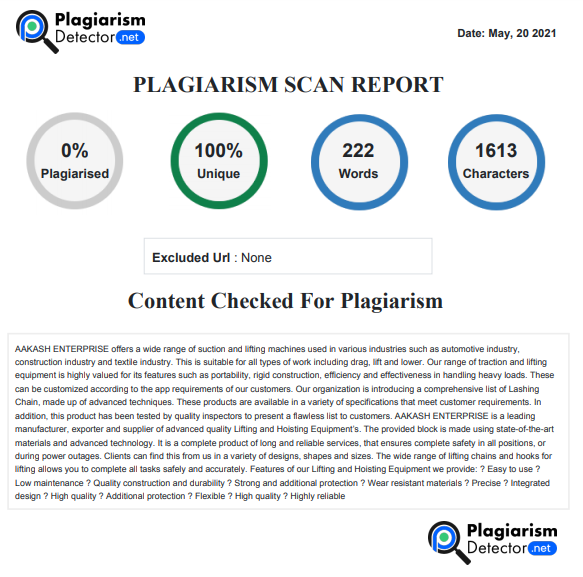 Plagiarism
Detector.net
Date: May, 20 2021
PLAGIARISM SCAN REPORT
0%
Plagiarised
100%
Unique
222
Words
1613
Characters
Excluded Url : None
Content Checked For Plagiarism
AAKASH ENTERPRISE offers a wide range of suction and lifting machines used in various industries such as automotive industry,
construction industry and textile industry. This is suitable for all types of work including drag, lift and lower. Our range of traction and lifting
equipment is highly valued for its features such as portability, rigid construction, efficiency and effectiveness in handling heavy loads. These
can be customized according to the app requirements of our customers. Our organization is introducing a comprehensive list of Lashing
Chain, made up of advanced techniques. These products are available in a variety of specifications that meet customer requirements. In
addition, this product has been tested by quality inspectors to present a flawless list to customers. AAKASH ENTERPRISE is a leading
manufacturer, exporter and supplier of advanced quality Lifting and Hoisting Equipment's. The provided block is made using state-of-the-art
materials and advanced technology. It is a complete product of long and reliable services, that ensures complete safety in all positions, or
during power outages. Clients can find this from us in a variety of designs, shapes and sizes. The wide range of lifting chains and hooks for
lifting allows you to complete all tasks safely and accurately. Features of our Lifting and Hoisting Equipment we provide: ? Easy to use ?
Low maintenance ? Quality construction and durability ? Strong and additional protection ? Wear resistant materials ? Precise ? Integrated
design ? High quality ? Additional protection ? Flexible ? High quality ? Highly reliable
Plagiarism
Detector.net